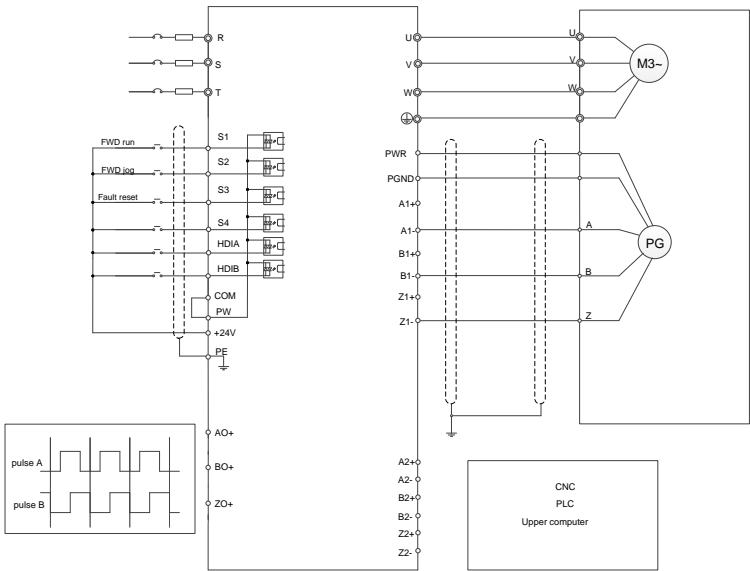 R
S
T
FWD run
FWD jog
Fault reset
S1
S2
S3
S4
HDIA
HDIB
COM
PW
+24V
PE
AO+
BO+
ZO+
U
V
W
PWR
PGND
A1+
A1-
B1+
B1-
Z1+
Z1-
A2+
A2-
B2+
B2-
Z2+
Z2-
U
V
W
M3~
A
B
Z
PG
pulse A
pulse B
CNC
PLC
Upper computer